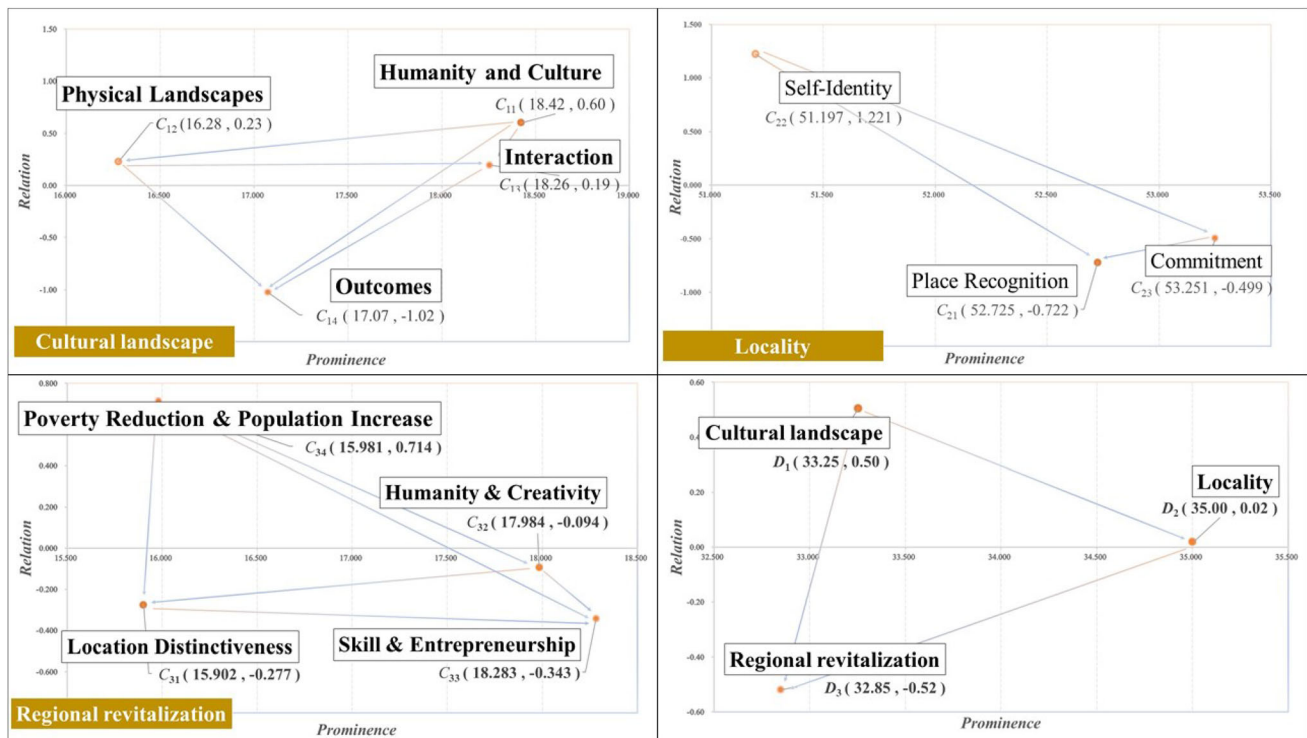 1.50
1.00
0.50
0.00
-0.50
-1.00
16.000
16.500
17.000
17.500
18.000
18.500
19.000
Relation
Humanity and Culture
C11 ( 18.42 , 0.60 )
Physical Landscapes
C12 ( 16.28 , 0.23 )
Interaction
C13 ( 18.26 , 0.19 )
Outcomes
C14 ( 17.07 , -1.02 )
Cultural landscape
Prominence
1.500
1.000
0.500
0.000
-0.500
-1.000
51.000
51.500
52.000
52.500
53.000
53.500
Relation
Self-Identity
C22 ( 51.197 , 1.221 )
Commitment
C23 ( 53.251 , -0.499 )
Place Recognition
C21 ( 52.725 , -0.722 )
Locality
Prominence
0.800
0.400
0.200
0.000
-0.200
-0.400
-0.600
15.500
16.000
16.500
17.000
17.500
18.000
18.500
Relation
Poverty Reduction & Population Increase
C34 ( 15.981 , 0.714 )
Humanity & Creativity
C32 ( 17.984 , -0.094 )
Location Distinctiveness
C31 ( 15.902 , -0.277 )
Skill & Entrepreneurship
C33 ( 18.283 , -0.343 )
Regional revitalization
Prominence
0.60
0.20
0.00
-0.20
-0.40
-0.60
32.500
33.000
33.500
34.000
34.500
35.000
35.500
Relation
Cultural landscape
D1 ( 33.25 , 0.50 )
Locality
D2 ( 35.00 , 0.02 )
Regional revitalization
D3 ( 32.85 , -0.52 )
Prominence